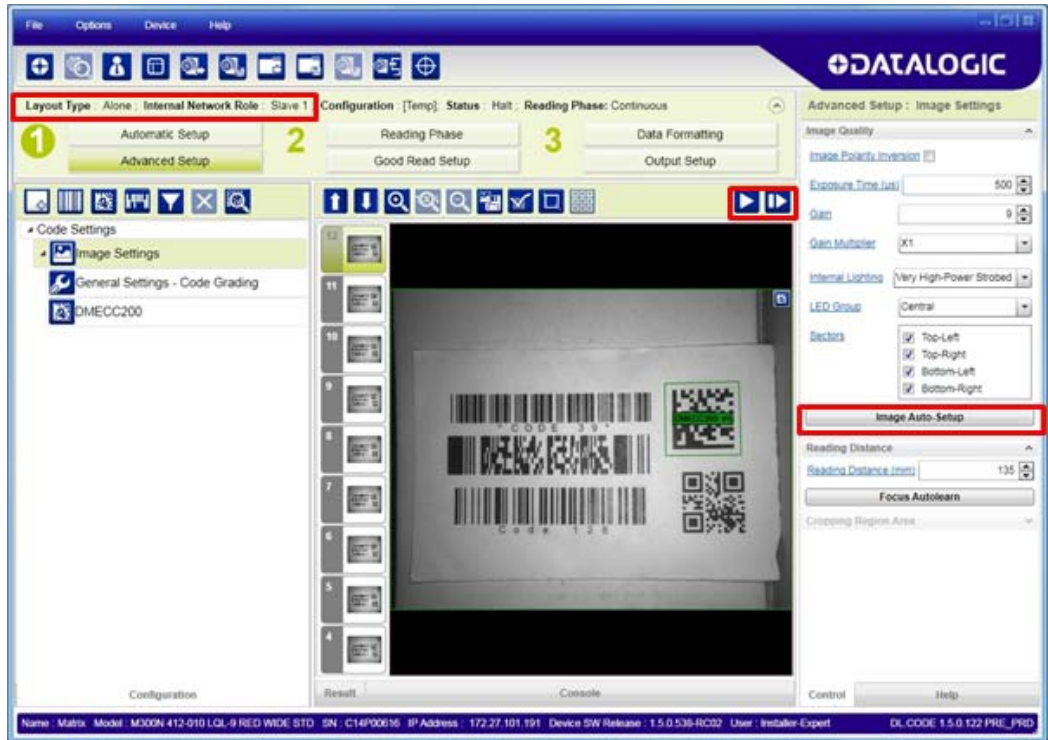 File Options Device Help
DATALOGIC
Layout Type : Alone ; Internal Network Role : Slave 1 ; Configuration : [Temp]; Status : Halt ; Reading Phase: Continuous
1 Automatic Setup 2 Reading Phase 3 Data Formatting
Advanced Setup Good Read Setup Output Setup
Code Settings
Image Settings
General Settings - Code Grading
DMECC200
12
11
10
9
8
7
6
5
4
* CODE 39 *
Code 128
Configuration
Result Console
Advanced Setup : Image Settings
Image Quality
Image Polarity Inversion
Exposure Time (us) 500
Gain 9
Gain Multiplier X1
Internal Lighting Very High-Power Strobed
LED Group Central
Sectors Top-Left
Top-Right
Bottom-Left
Bottom-Right
Image Auto-Setup
Reading Distance
Reading Distance (mm) 135
Focus Autolearn
Cropping Region Area
Control Help
Name : Matrix Model : M300N 412-010 LQL-9 RED WIDE STD SN : C14P00616 IP Address : 172.27.101.191 Device SW Release : 1.5.0.536-RC02 User : Installer-Expert DL.CODE 1.5.0.122 PRE_PRD